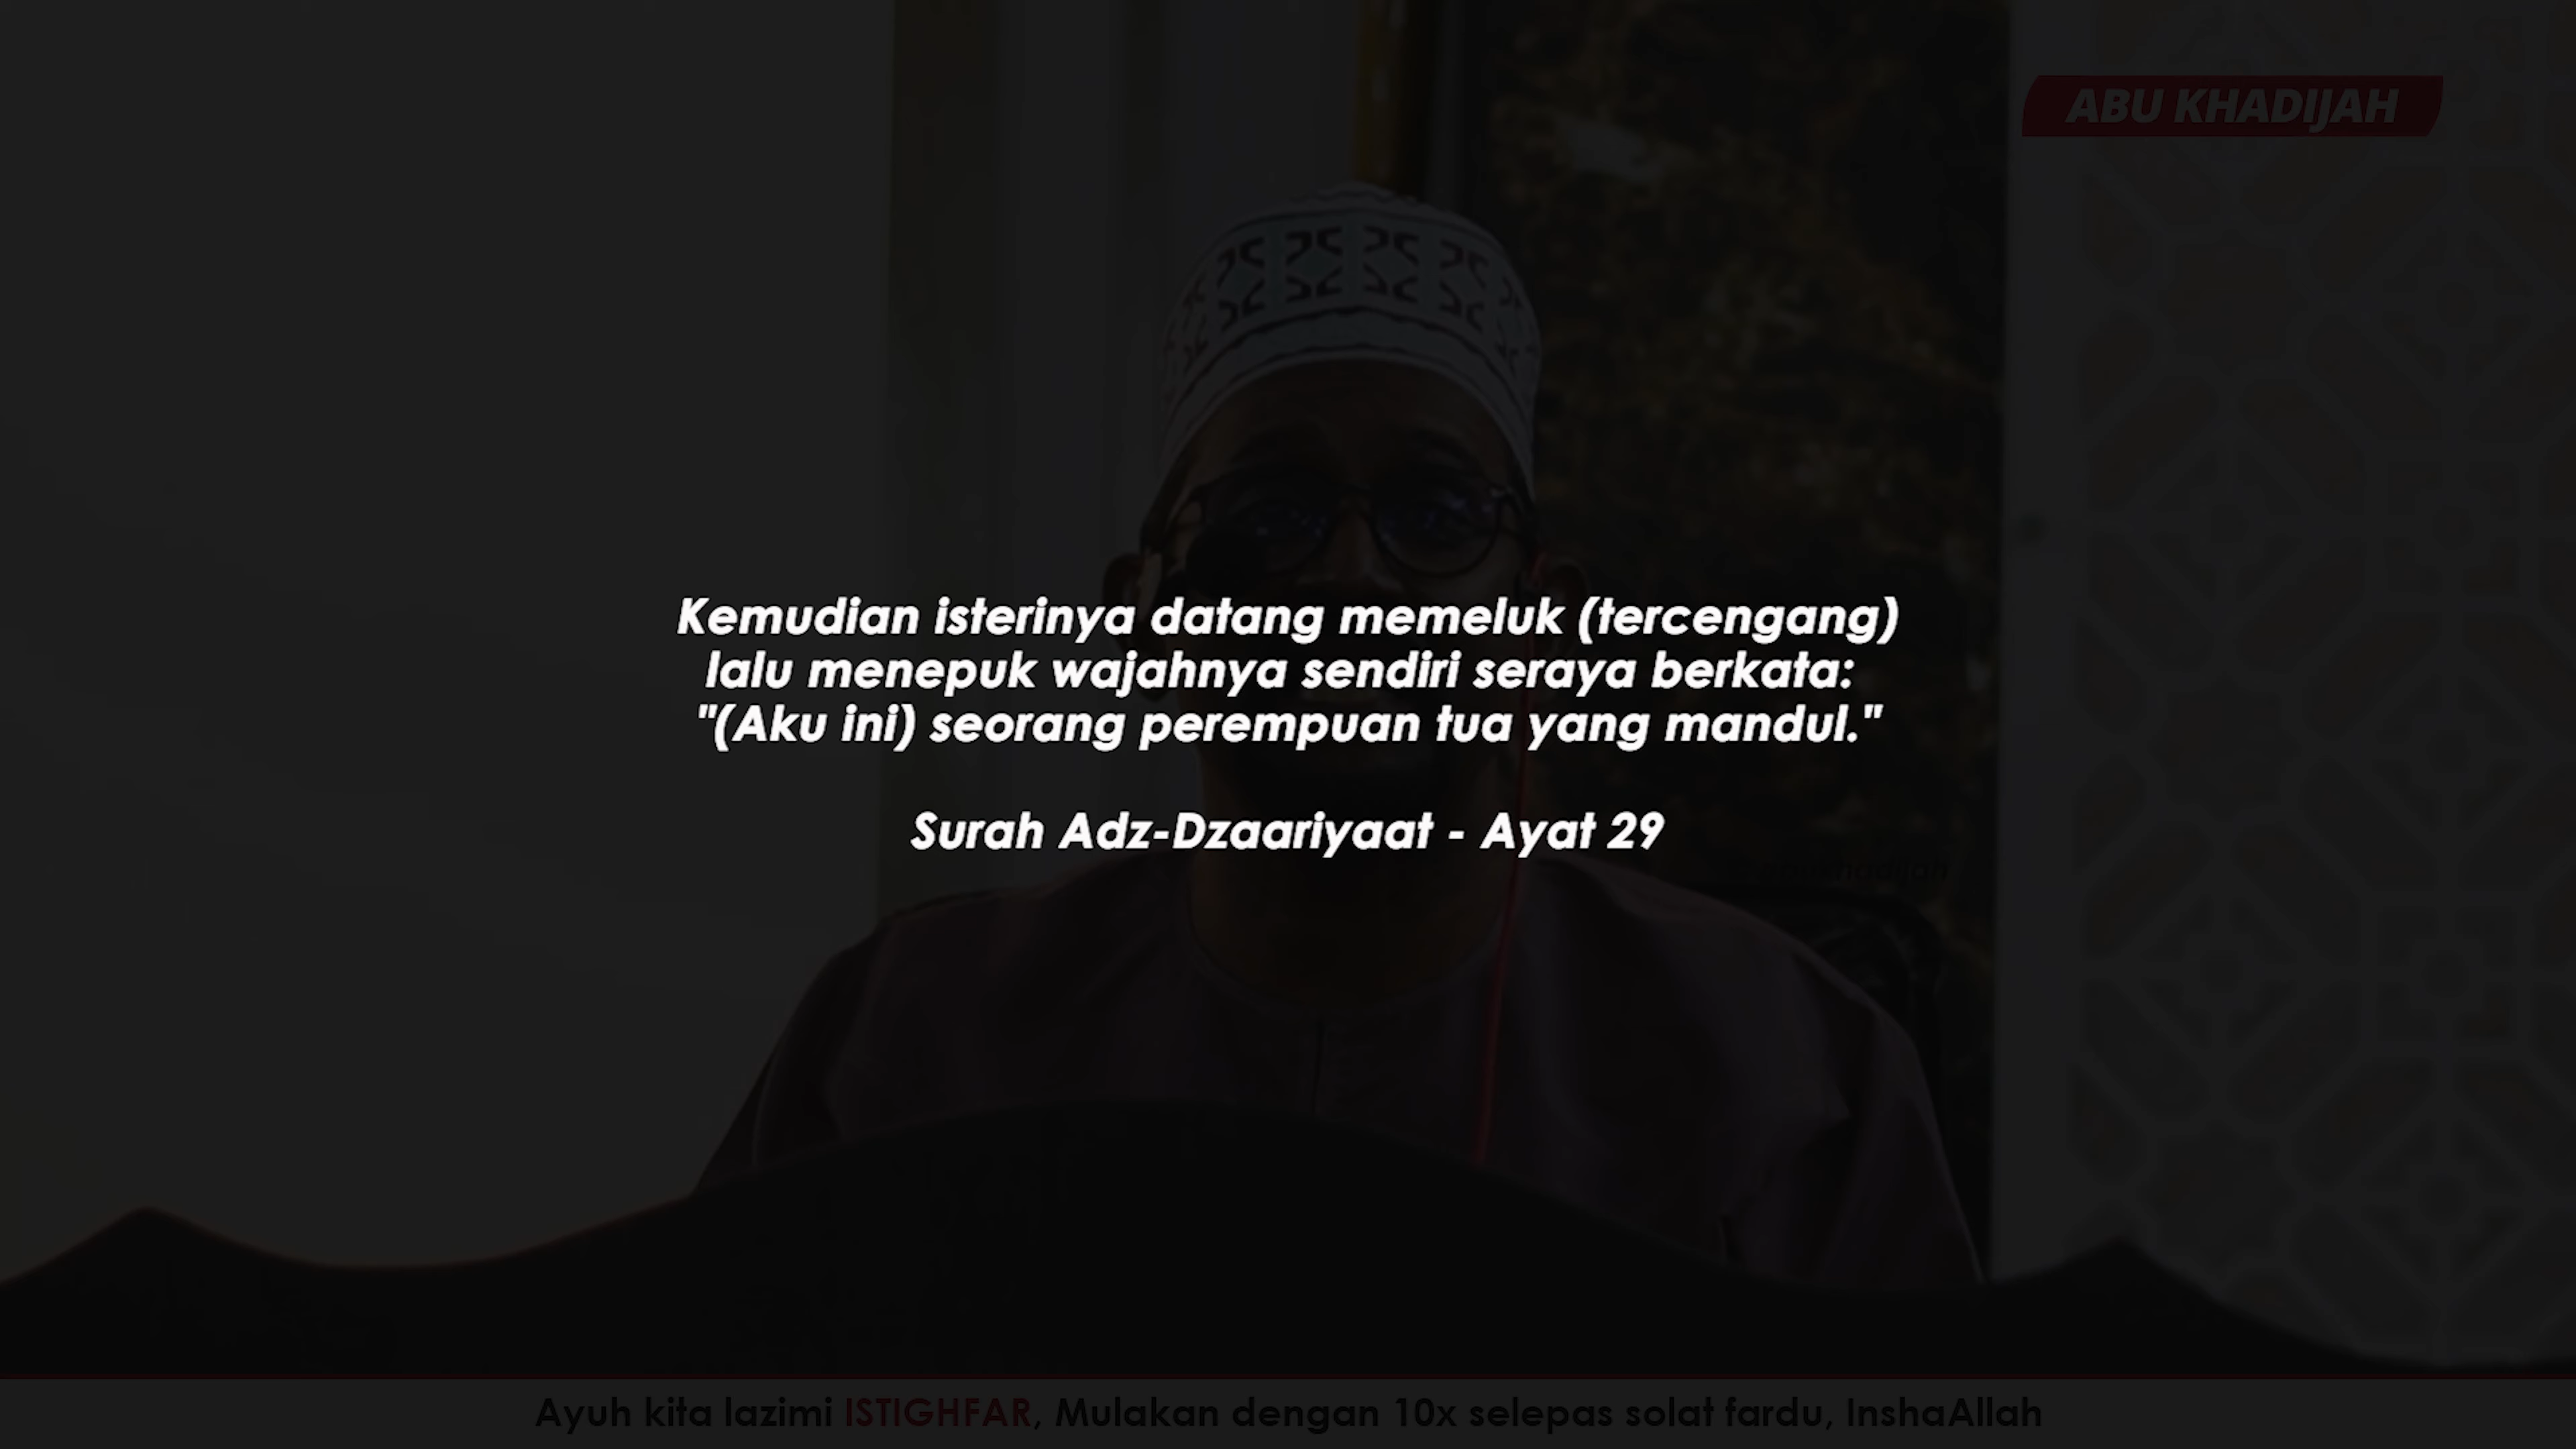 ABU KHADIJAH
Kemudian isterinya datang memeluk (tercengang)
lalu menepuk wajahnya sendiri seraya berkata:
"(Aku ini) seorang perempuan tua yang mandul."
Surah Adz-Dzaariyaat - Ayat 29
Ayuh kita lazimi ISTIGHFAR, Mulakan dengan 10x selepas solat fardu, InshaAllah